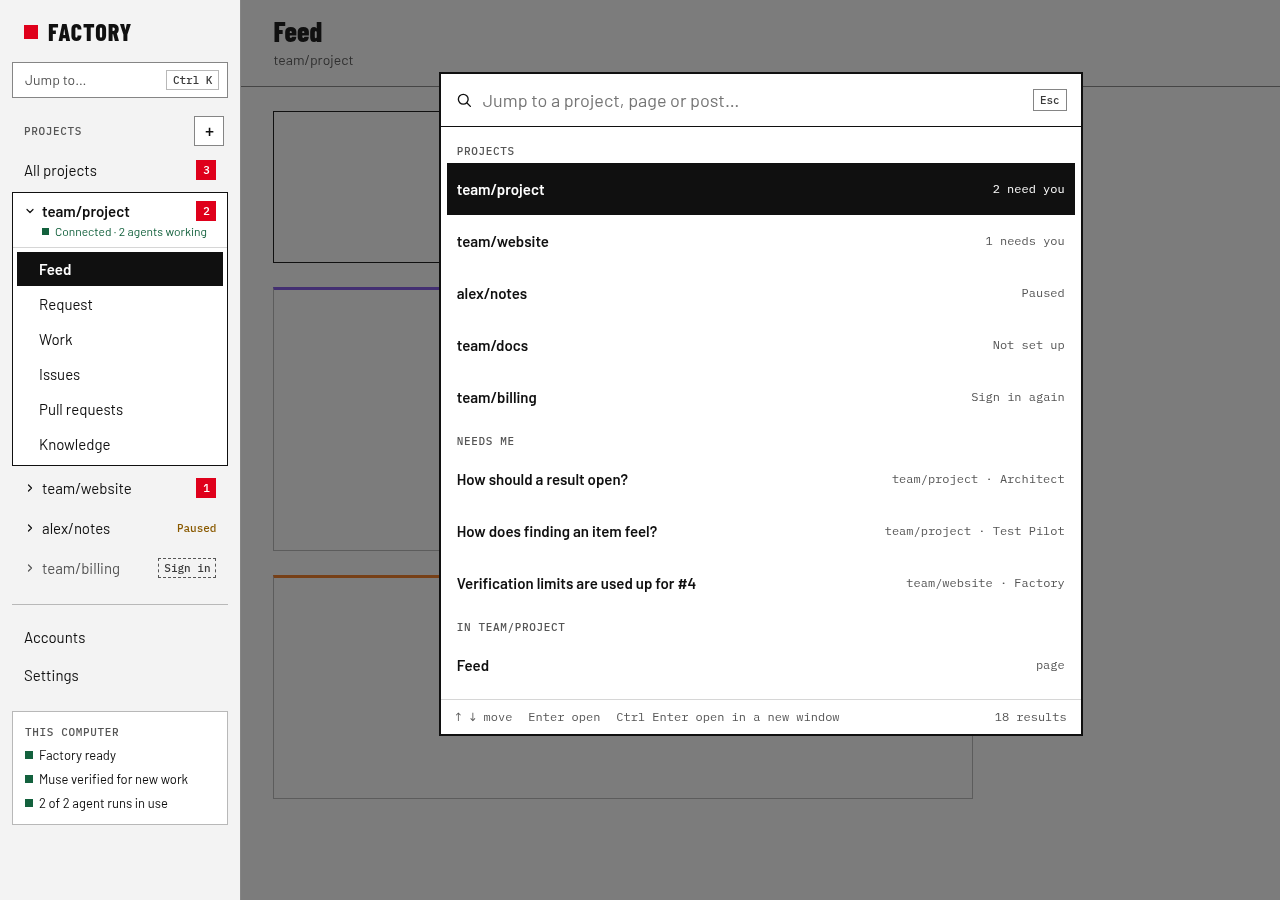 FACTORY
Jump to...
Ctrl K
PROJECTS
+
All projects
3
team/project
2
Connected · 2 agents working
Feed
Request
Work
Issues
Pull requests
Knowledge
team/website
1
alex/notes
Paused
team/billing
Sign in
Accounts
Settings
THIS COMPUTER
Factory ready
Muse verified for new work
2 of 2 agent runs in use
Feed
team/project
Jump to a project, page or post...
Esc
PROJECTS
team/project 2 need you
team/website 1 needs you
alex/notes Paused
team/docs Not set up
team/billing Sign in again
NEEDS ME
How should a result open? team/project · Architect
How does finding an item feel? team/project · Test Pilot
Verification limits are used up for #4 team/website · Factory
IN TEAM/PROJECT
Feed page
↑ ↓ move Enter open Ctrl Enter open in a new window 18 results